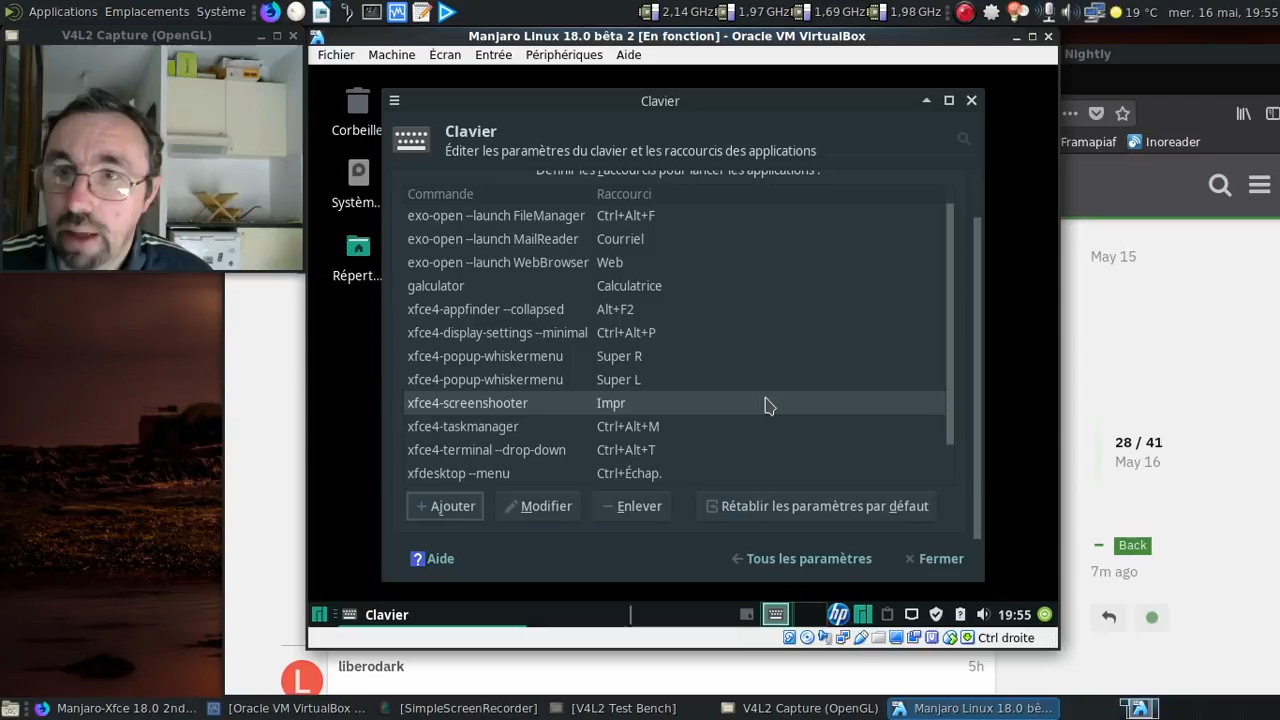 Applications Emplacements Système
2,14 GHz 1,97 GHz 1,69 GHz 1,98 GHz
19 °C mer. 16 mai, 19:55
V4L2 Capture (OpenGL)
Manjaro Linux 18.0 bêta 2 [En fonction] - Oracle VM VirtualBox
Nightly
Fichier Machine Écran Entrée Périphériques Aide
Corbeille
Systèm...
Répert...
Clavier
Clavier
Éditer les paramètres du clavier et les raccourcis des applications
Définir les raccourcis pour lancer les applications :
Commande Raccourci
exo-open --launch FileManager Ctrl+Alt+F
exo-open --launch MailReader Courriel
exo-open --launch WebBrowser Web
galculator Calculatrice
xfce4-appfinder --collapsed Alt+F2
xfce4-display-settings --minimal Ctrl+Alt+P
xfce4-popup-whiskermenu Super R
xfce4-popup-whiskermenu Super L
xfce4-screenshooter Impr
xfce4-taskmanager Ctrl+Alt+M
xfce4-terminal --drop-down Ctrl+Alt+T
xfdesktop --menu Ctrl+Échap.
Ajouter Modifier Enlever Rétablir les paramètres par défaut
Aide Tous les paramètres Fermer
Clavier
19:55
Ctrl droite
Framapiaf Inoreader
May 15
28 / 41
May 16
Back
7m ago
L
liberodark 5h
Manjaro-Xfce 18.0 2nd... [Oracle VM VirtualBox ... [SimpleScreenRecorder] [V4L2 Test Bench] V4L2 Capture (OpenGL) Manjaro Linux 18.0 bê...